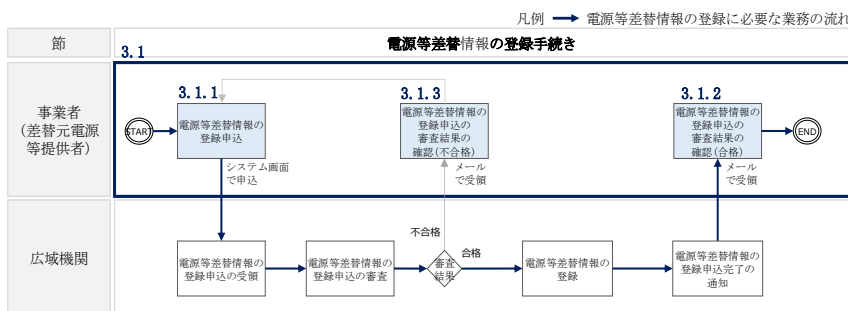 凡例 電源等差替情報の登録に必要な業務の流れ
節
電源等差替情報の登録手続き
3.1
事業者
(差替元電源
等提供者)
START
3.1.1
電源等差替情報の
登録申込
3.1.3
電源等差替情報の
登録申込の
審査結果の
確認(不合格)
3.1.2
電源等差替情報の
登録申込の
審査結果の
確認(合格)
END
システム画面
で申込
メール
で受領
メール
で受領
広域機関
電源等差替情報の
登録申込の受領
電源等差替情報の
登録申込の審査
不合格
審査
結果
合格
電源等差替情報の
登録
電源等差替情報の
登録申込完了の
通知